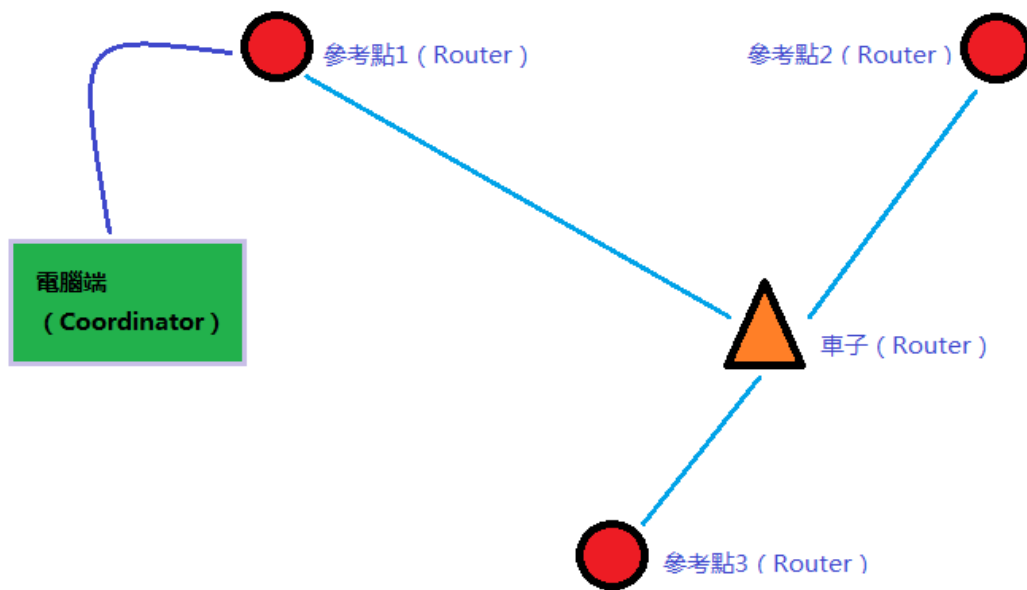 參考點1（Router）
參考點2（Router）
電腦端
（Coordinator）
車子（Router）
參考點3（Router）